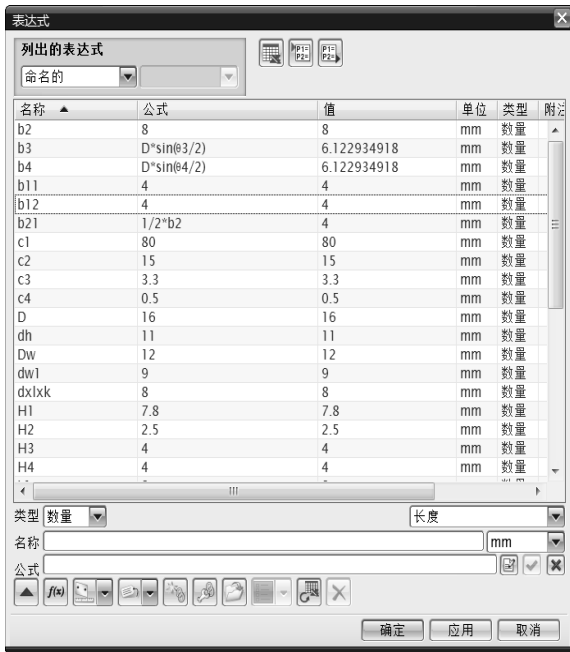 表达式
列出的表达式
命名的
P1=
P2=
P1=
P2=
名称 公式 值 单位 类型 附注
b2 8 8 mm 数量
b3 D*sin(θ3/2) 6.122934918 mm 数量
b4 D*sin(θ4/2) 6.122934918 mm 数量
b11 4 4 mm 数量
b12 4 4 mm 数量
b21 1/2*b2 4 mm 数量
c1 80 80 mm 数量
c2 15 15 mm 数量
c3 3.3 3.3 mm 数量
c4 0.5 0.5 mm 数量
D 16 16 mm 数量
dh 11 11 mm 数量
Dw 12 12 mm 数量
dw1 9 9 mm 数量
dxlxk 8 8 mm 数量
H1 7.8 7.8 mm 数量
H2 2.5 2.5 mm 数量
H3 4 4 mm 数量
H4 4 4 mm 数量
类型 数量 长度
名称 mm
公式
f(x)
确定 应用 取消